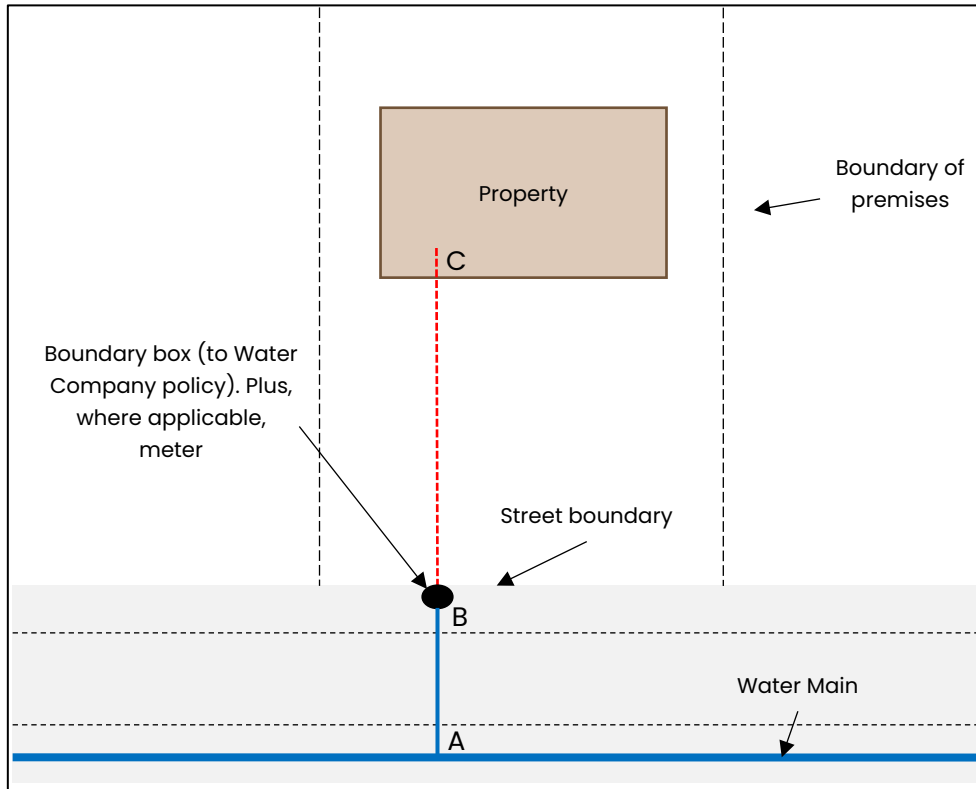 Property
Boundary of
premises
C
Boundary box (to Water
Company policy). Plus,
where applicable,
meter
Street boundary
B
Water Main
A